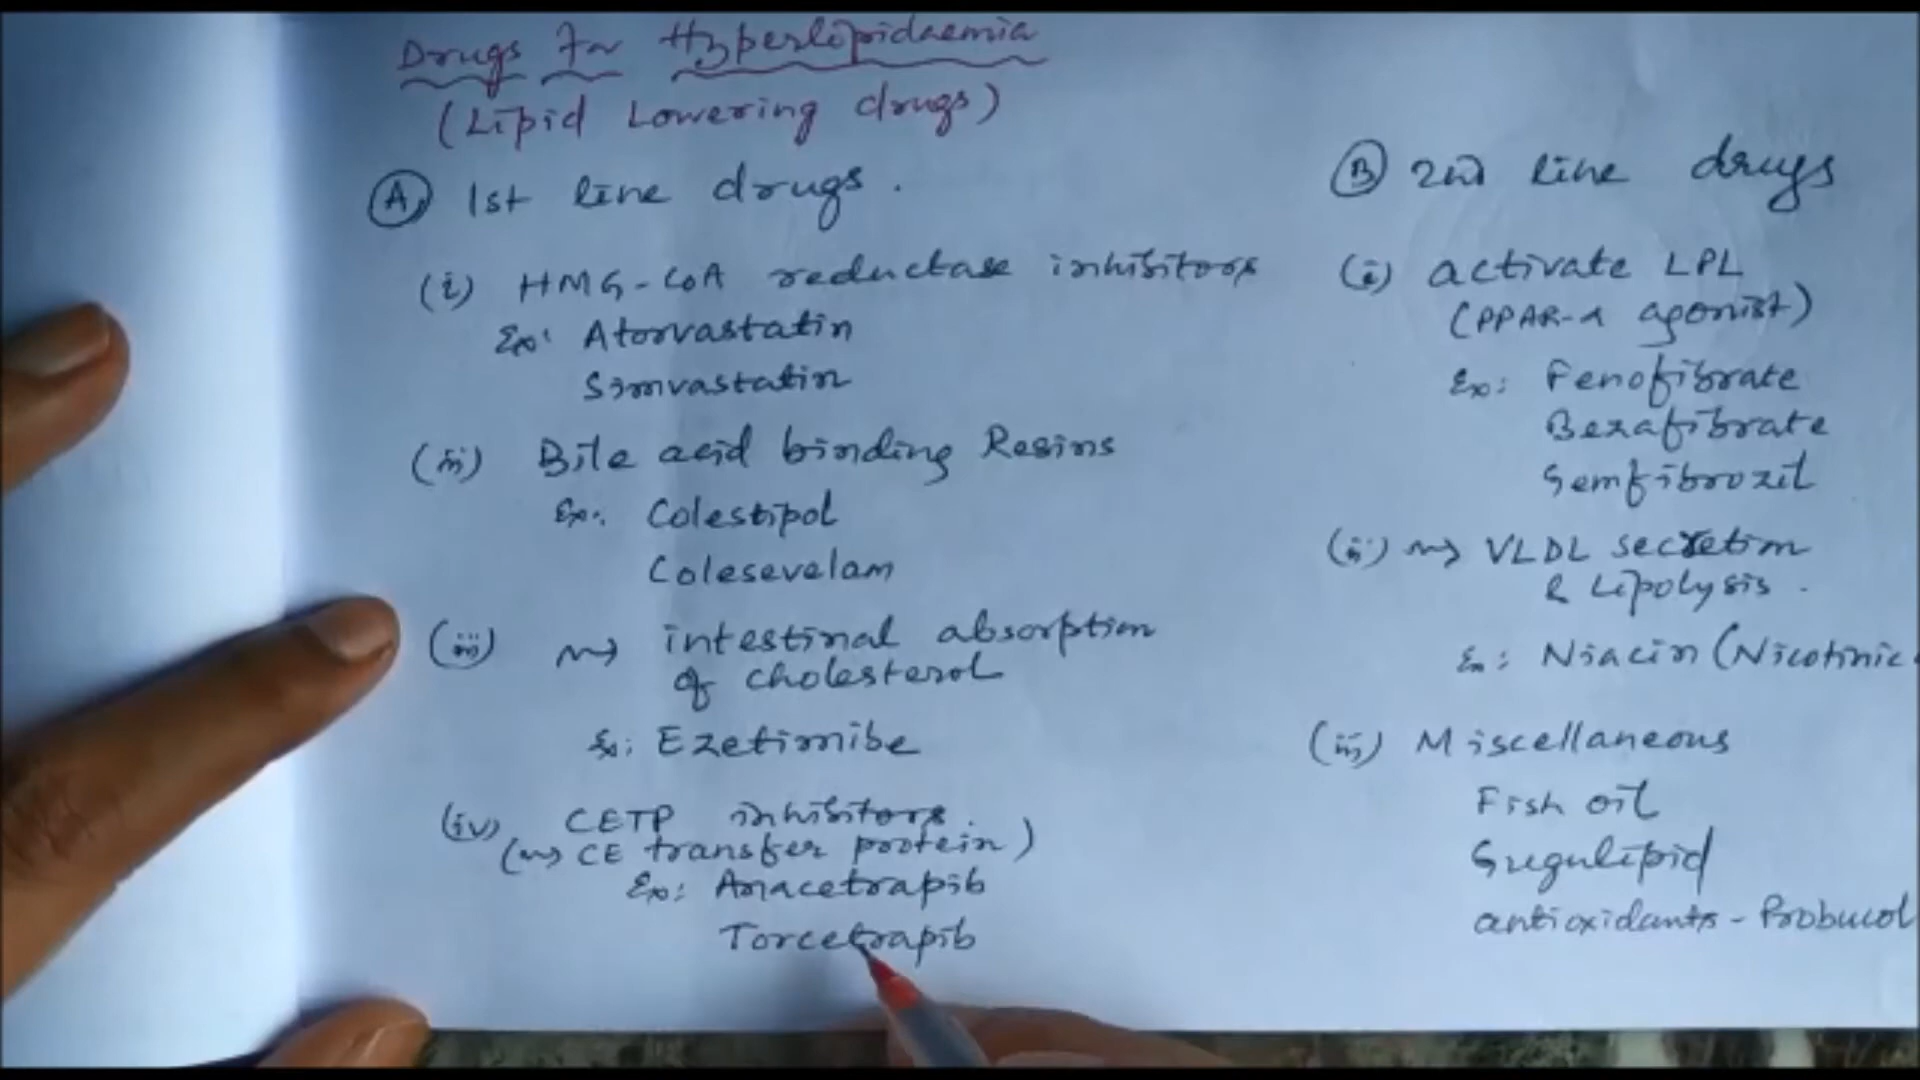 Drugs for Hyperlipidaemia
(Lipid Lowering drugs)
(A) 1st line drugs.
(i) HMG-CoA reductase inhibitors
Ex: Atorvastatin
Simvastatin
(ii) Bile acid binding Resins
Ex: Colestipol
Colesevelam
(iii) intestinal absorption
of cholesterol
Ex: Ezetimibe
(iv) CETP inhibitors.
(CE transfer protein)
Ex: Anacetrapib
Torcetrapib
(B) 2nd line drugs
(i) activate LPL
(PPAR-α agonist)
Ex: Fenofibrate
Bezafibrate
Gemfibrozil
(ii) VLDL secretion
& Lipolysis.
Ex: Niacin (Nicotinic
(iii) Miscellaneous
Fish oil
Gugulipid
antioxidants - Probucol